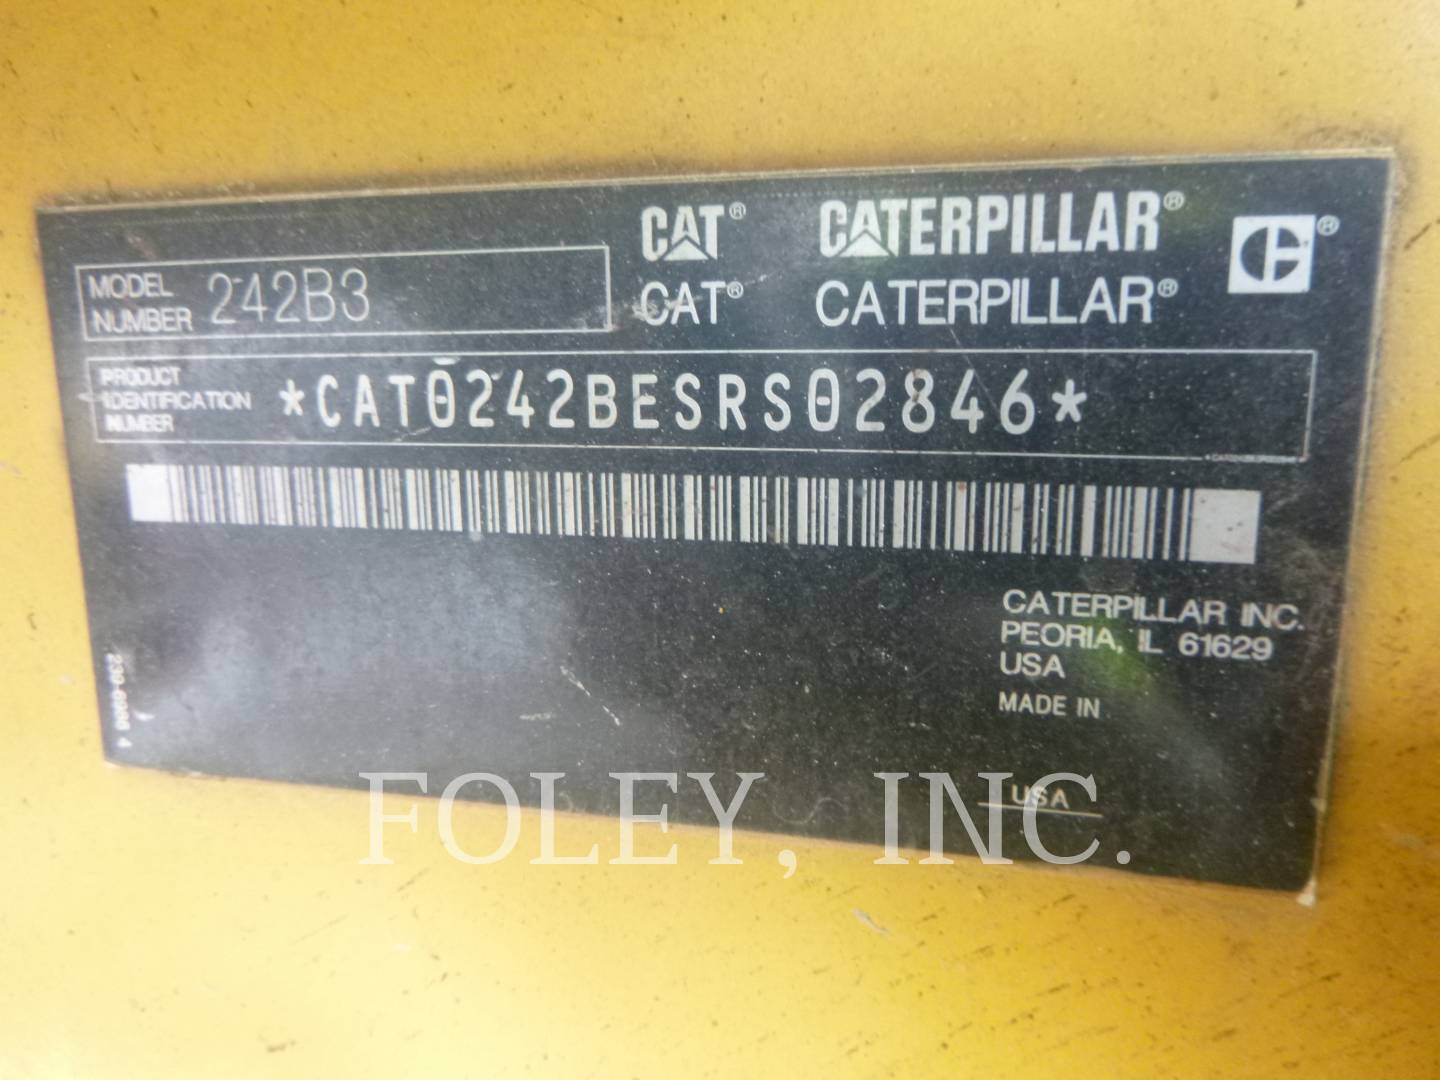 CAT® CATERPILLAR®
CAT® CATERPILLAR®
MODEL NUMBER 242B3
PRODUCT IDENTIFICATION NUMBER *CAT0242BESRS02846*
CATERPILLAR INC.
PEORIA, IL 61629
USA
MADE IN
USA
FOLEY, INC.